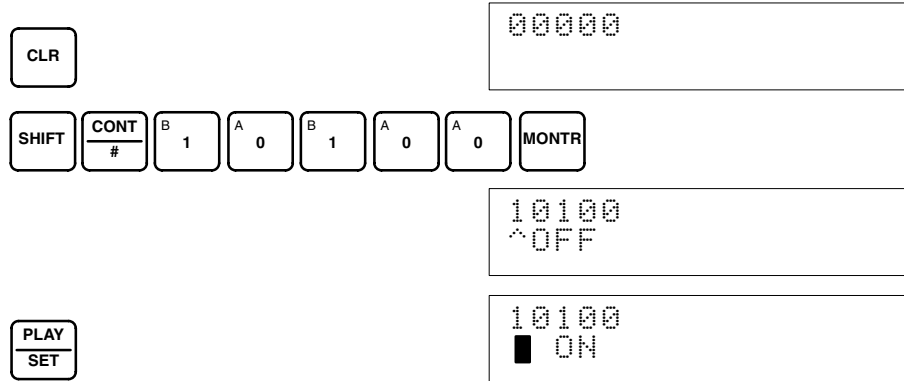 00000
CLR
SHIFT CONT # B 1 A 0 B 1 A 0 A 0 MONTR
10100
^OFF
PLAY SET
10100
ON